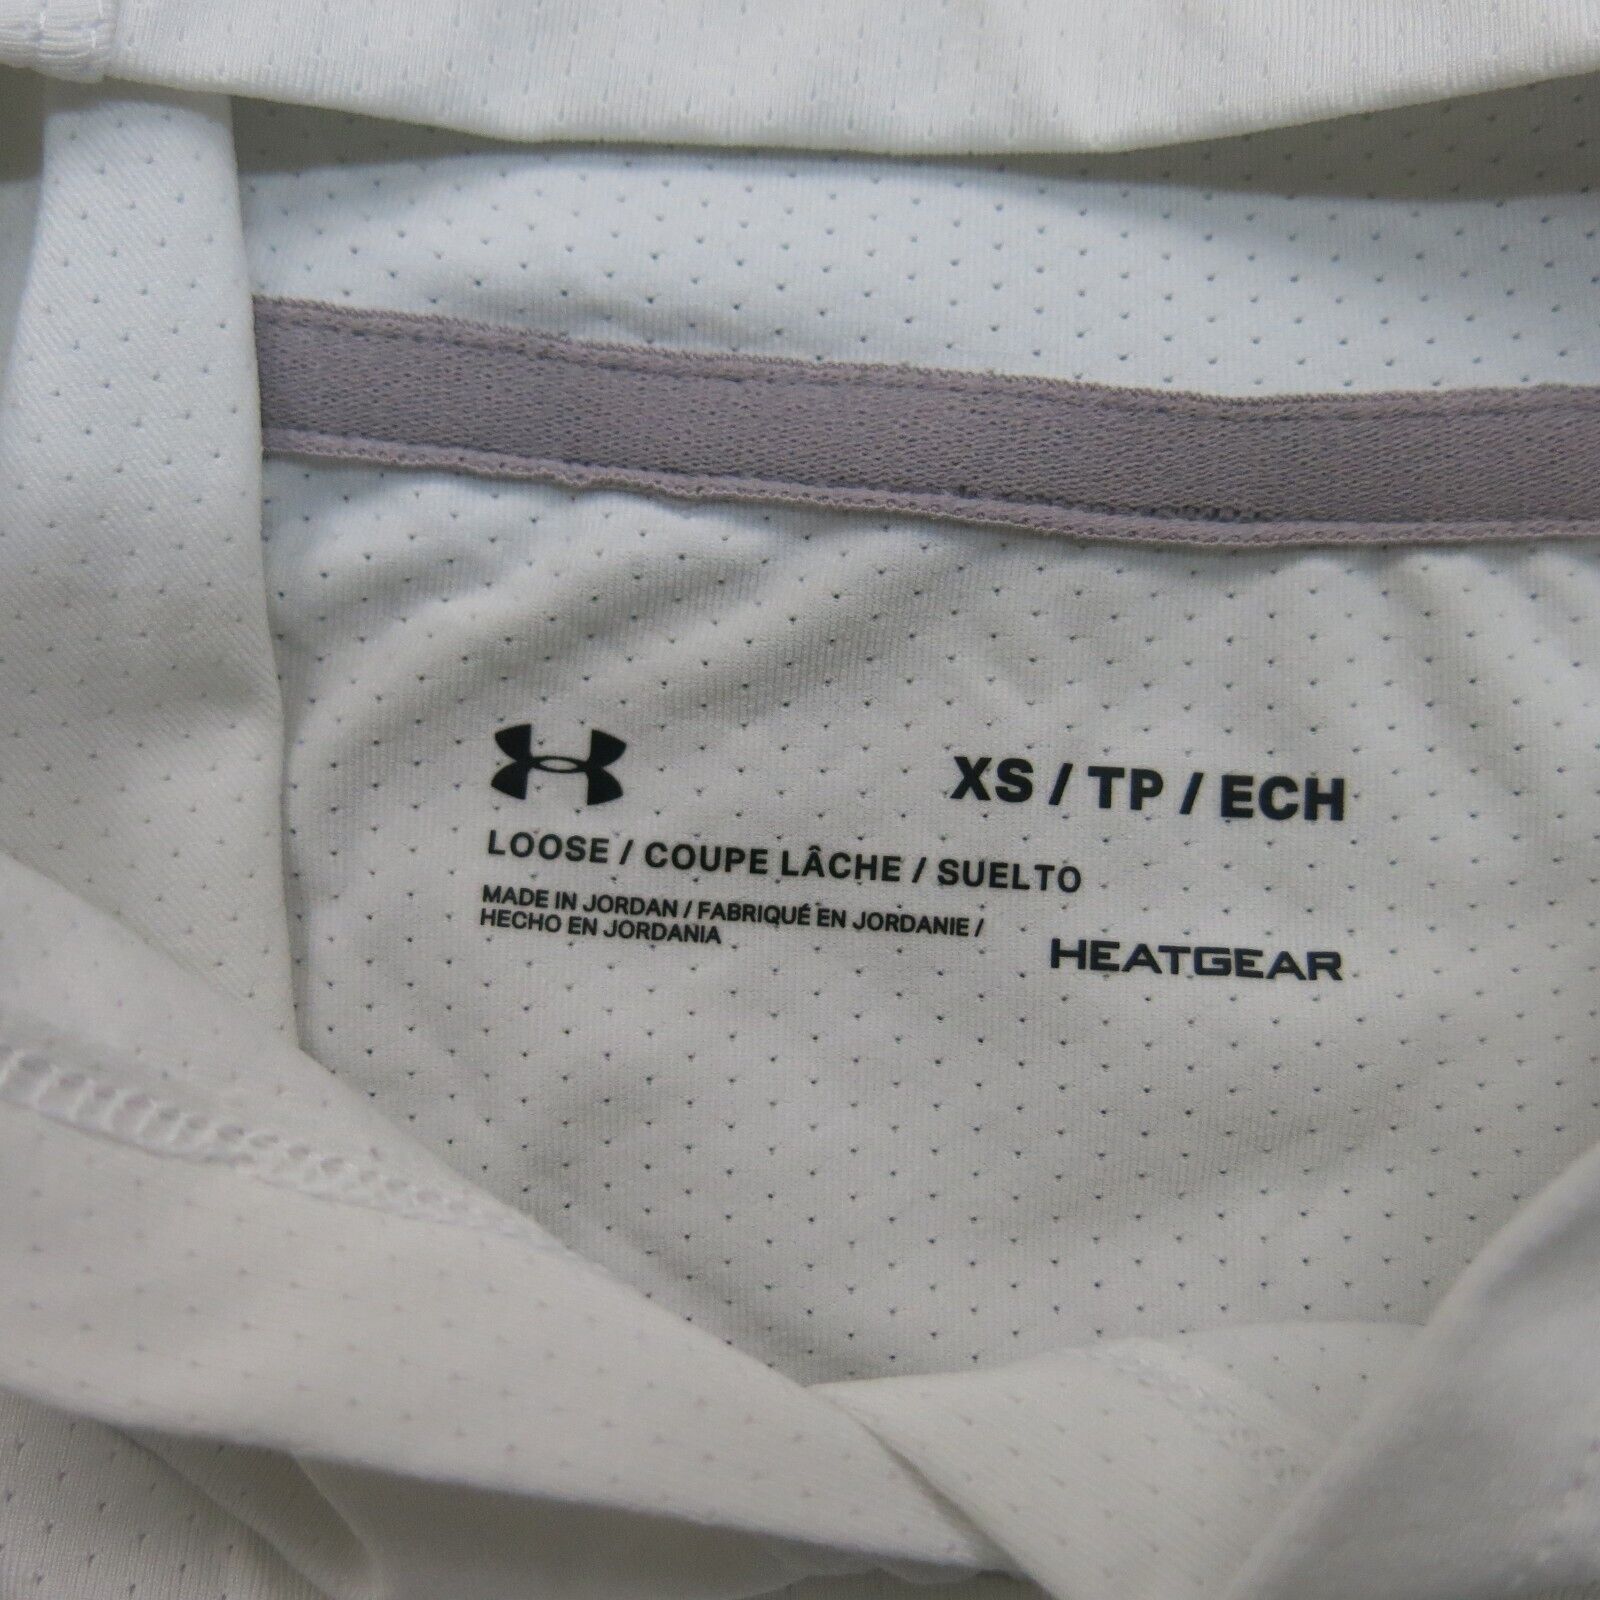 XS / TP / ECH
LOOSE / COUPE LÂCHE / SUELTO
MADE IN JORDAN / FABRIQUÉ EN JORDANIE /
HECHO EN JORDANIA
HEATGEAR